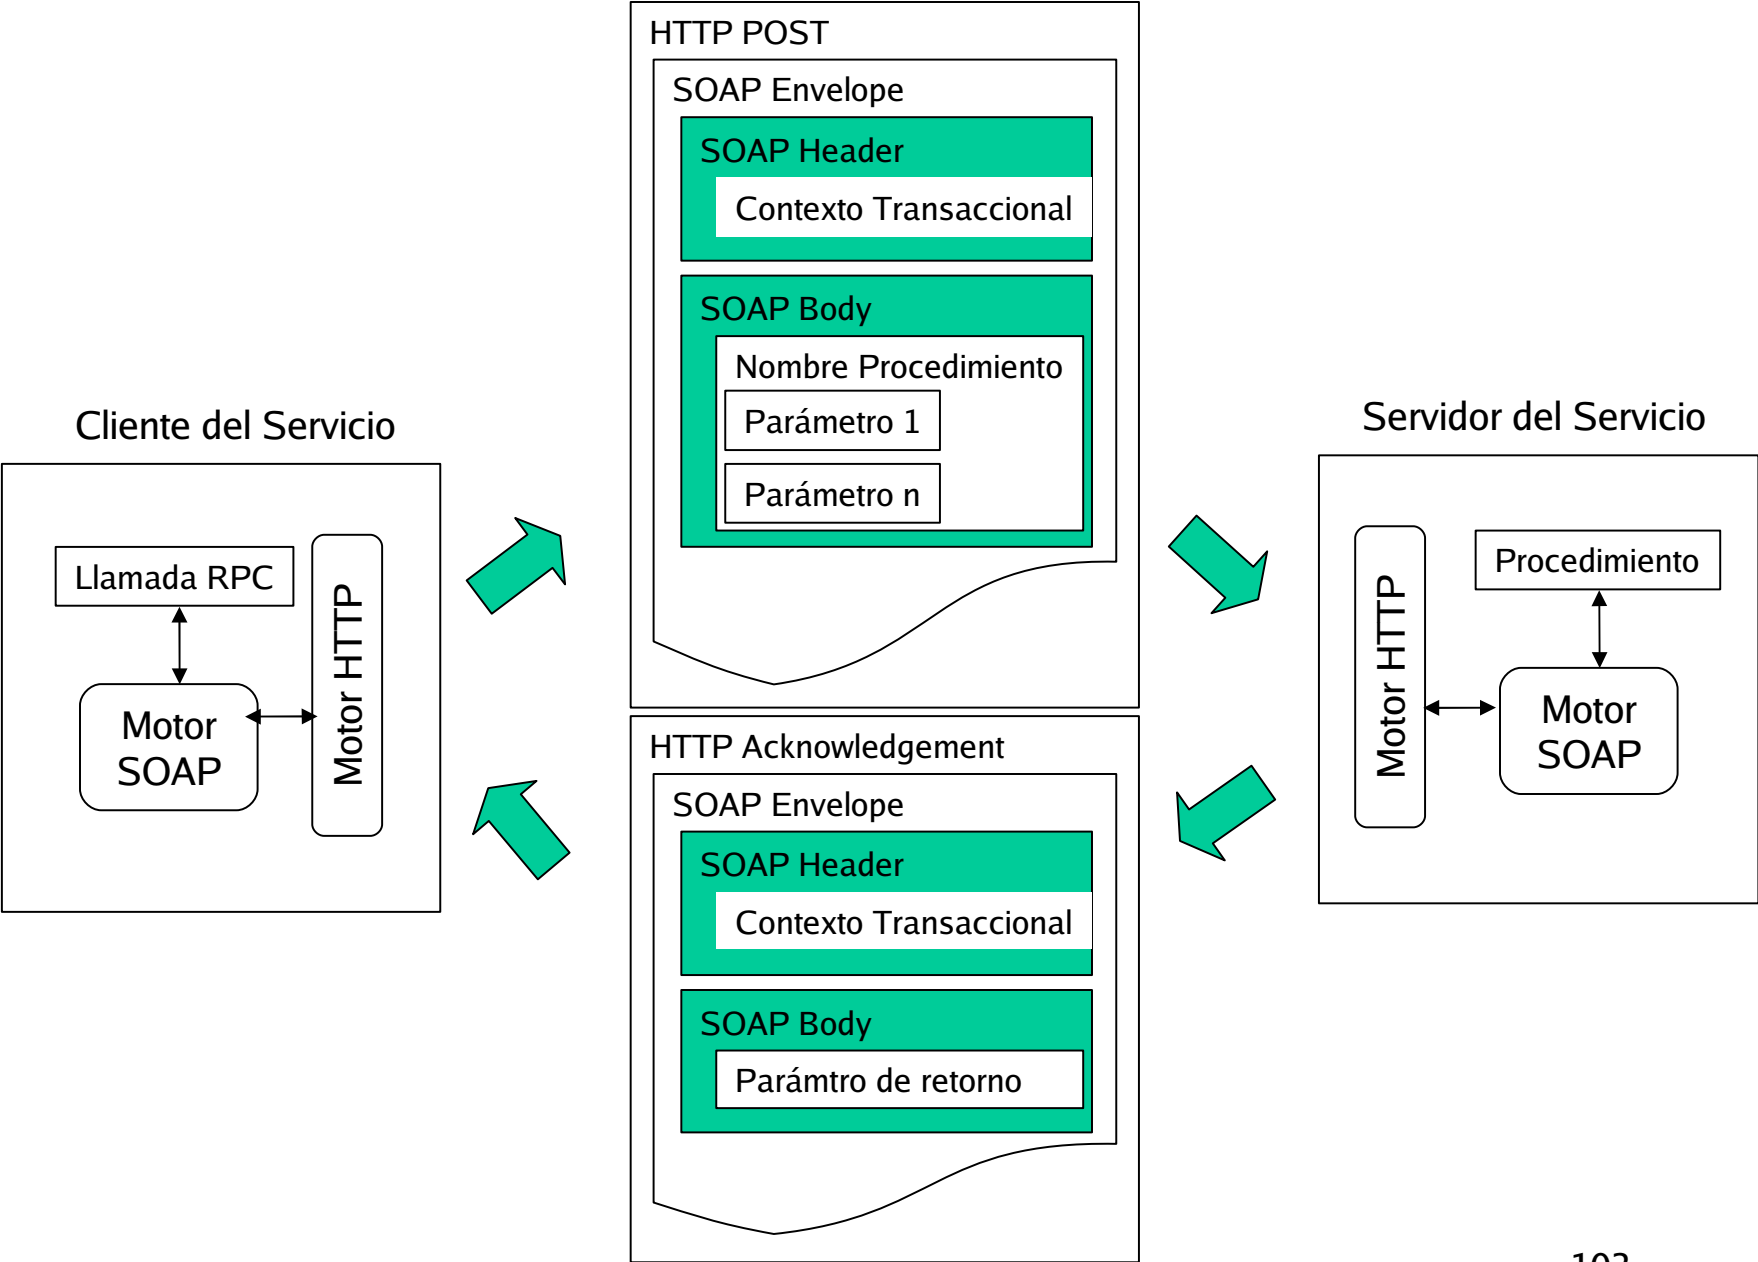 HTTP POST
SOAP Envelope
SOAP Header
Contexto Transaccional
SOAP Body
Nombre Procedimiento
Parámetro 1
Parámetro n
Cliente del Servicio
Llamada RPC
Motor
SOAP
Motor HTTP
Servidor del Servicio
Motor HTTP
Procedimiento
Motor
SOAP
HTTP Acknowledgement
SOAP Envelope
SOAP Header
Contexto Transaccional
SOAP Body
Parámtro de retorno